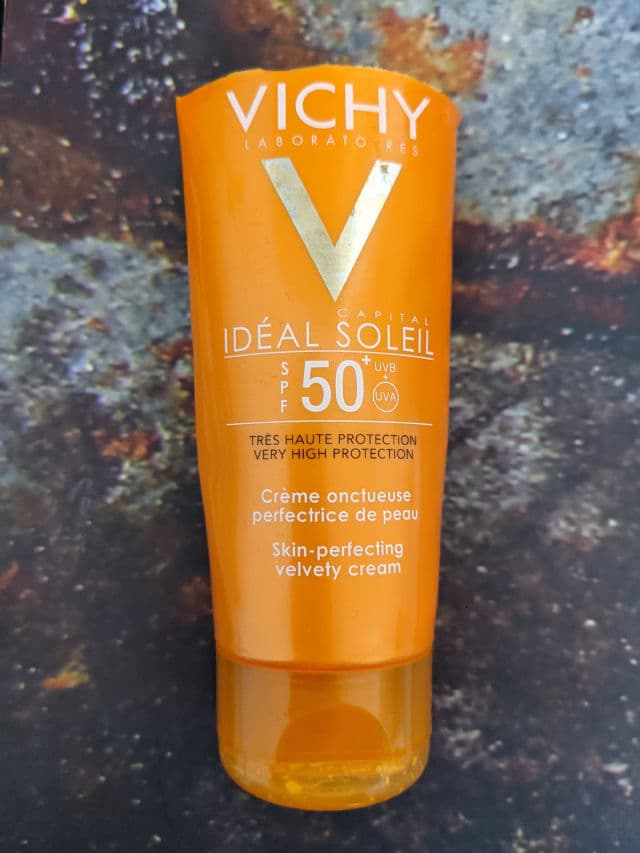 VICHY
LABORATOIRES
CAPITAL
IDÉAL SOLEIL
SPF 50+ UVB + UVA
TRÈS HAUTE PROTECTION
VERY HIGH PROTECTION
Crème onctueuse
perfectrice de peau
Skin-perfecting
velvety cream